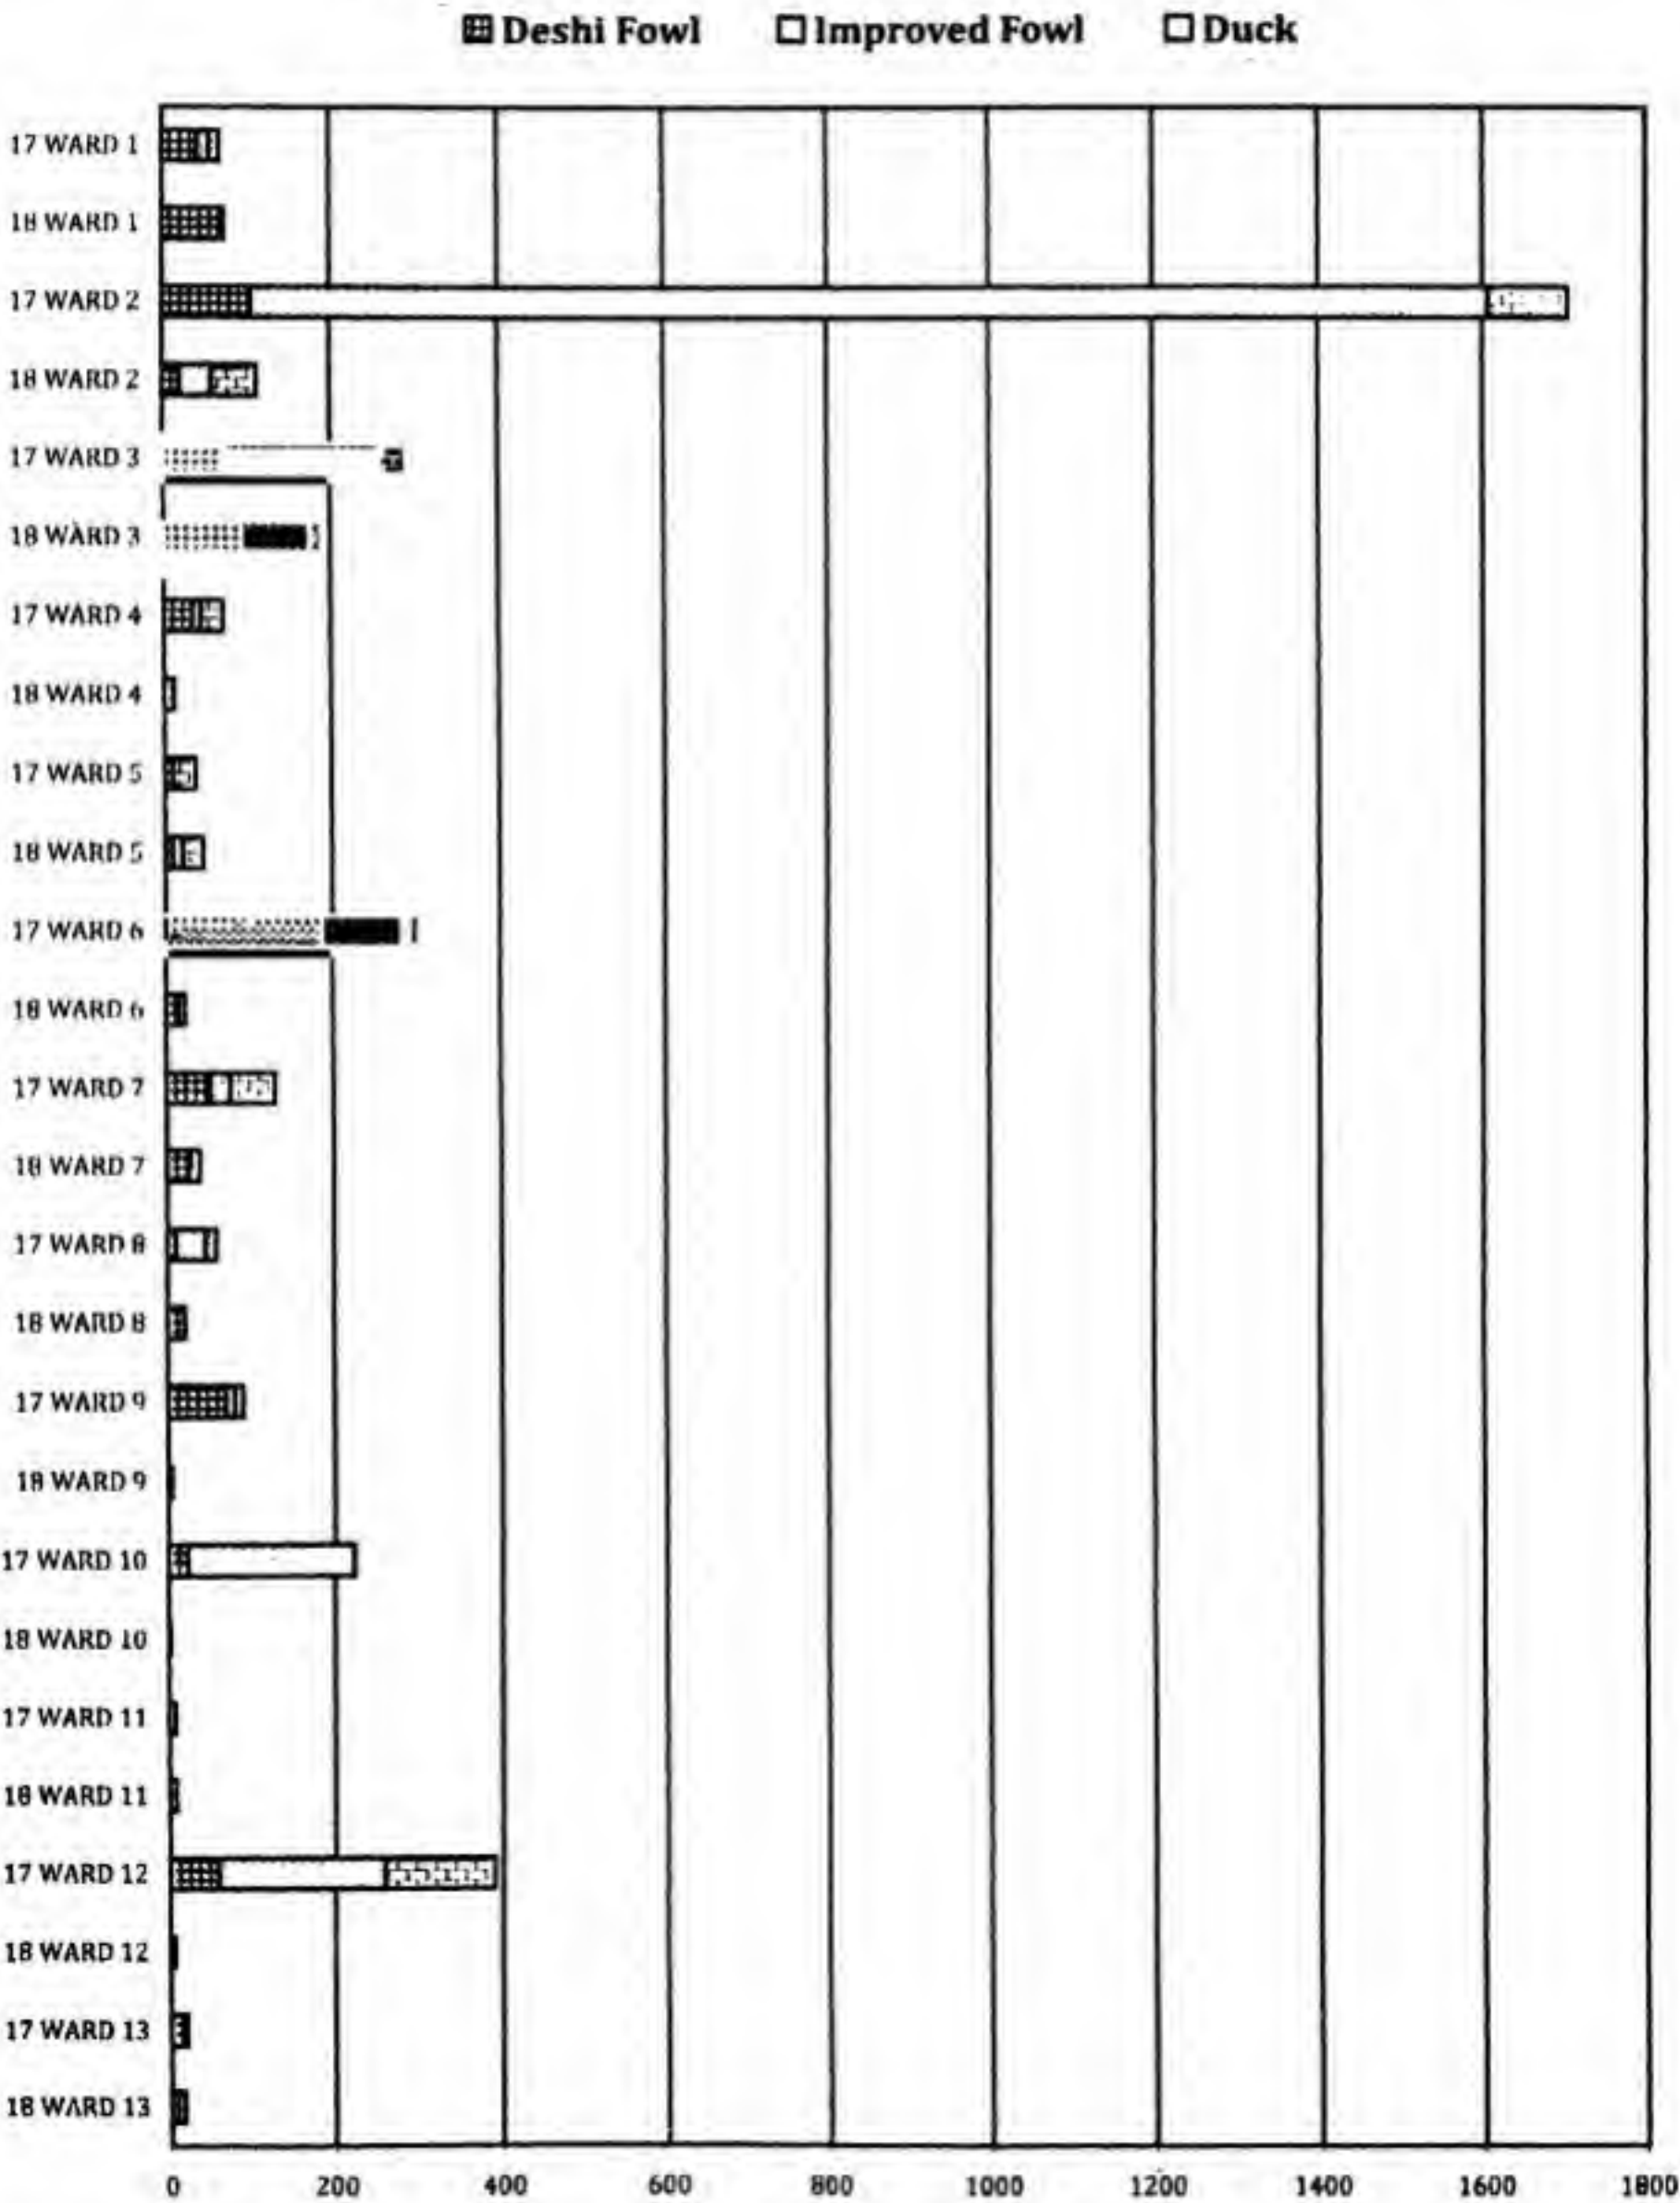 Deshi Fowl Improved Fowl Duck
17 WARD 1
18 WARD 1
17 WARD 2
18 WARD 2
17 WARD 3
18 WARD 3
17 WARD 4
18 WARD 4
17 WARD 5
18 WARD 5
17 WARD 6
18 WARD 6
17 WARD 7
18 WARD 7
17 WARD 8
18 WARD 8
17 WARD 9
18 WARD 9
17 WARD 10
18 WARD 10
17 WARD 11
18 WARD 11
17 WARD 12
18 WARD 12
17 WARD 13
18 WARD 13
0 200 400 600 800 1000 1200 1400 1600 1800